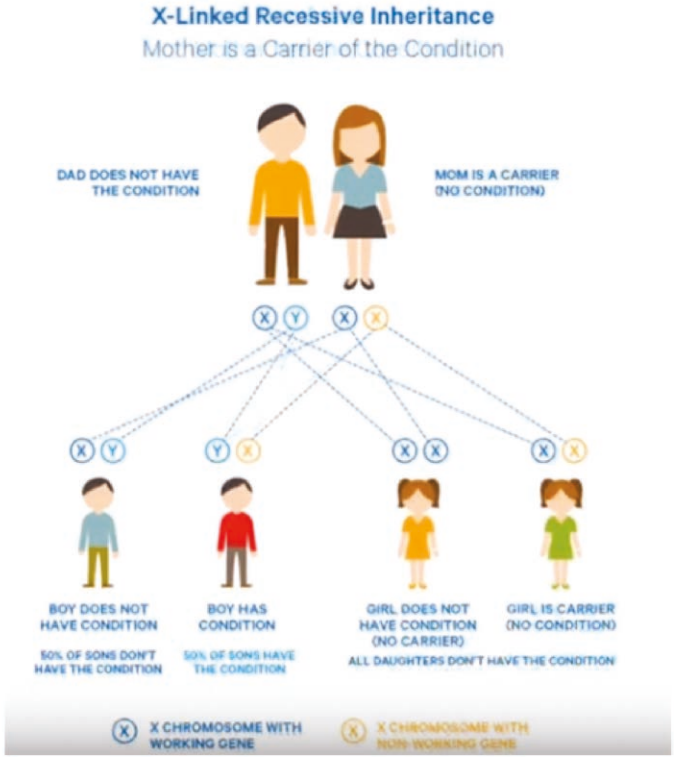 X-Linked Recessive Inheritance
Mother is a Carrier of the Condition
DAD DOES NOT HAVE
THE CONDITION
MOM IS A CARRIER
(NO CONDITION)
X Y X X
X Y
Y X
X X
X X
BOY DOES NOT
HAVE CONDITION
50% OF SONS DON'T
HAVE THE CONDITION
BOY HAS
CONDITION
50% OF SONS HAVE
THE CONDITION
GIRL DOES NOT
HAVE CONDITION
(NO CARRIER)
GIRL IS CARRIER
(NO CONDITION)
ALL DAUGHTERS DON'T HAVE THE CONDITION
X X CHROMOSOME WITH
WORKING GENE
X X CHROMOSOME WITH
NON-WORKING GENE